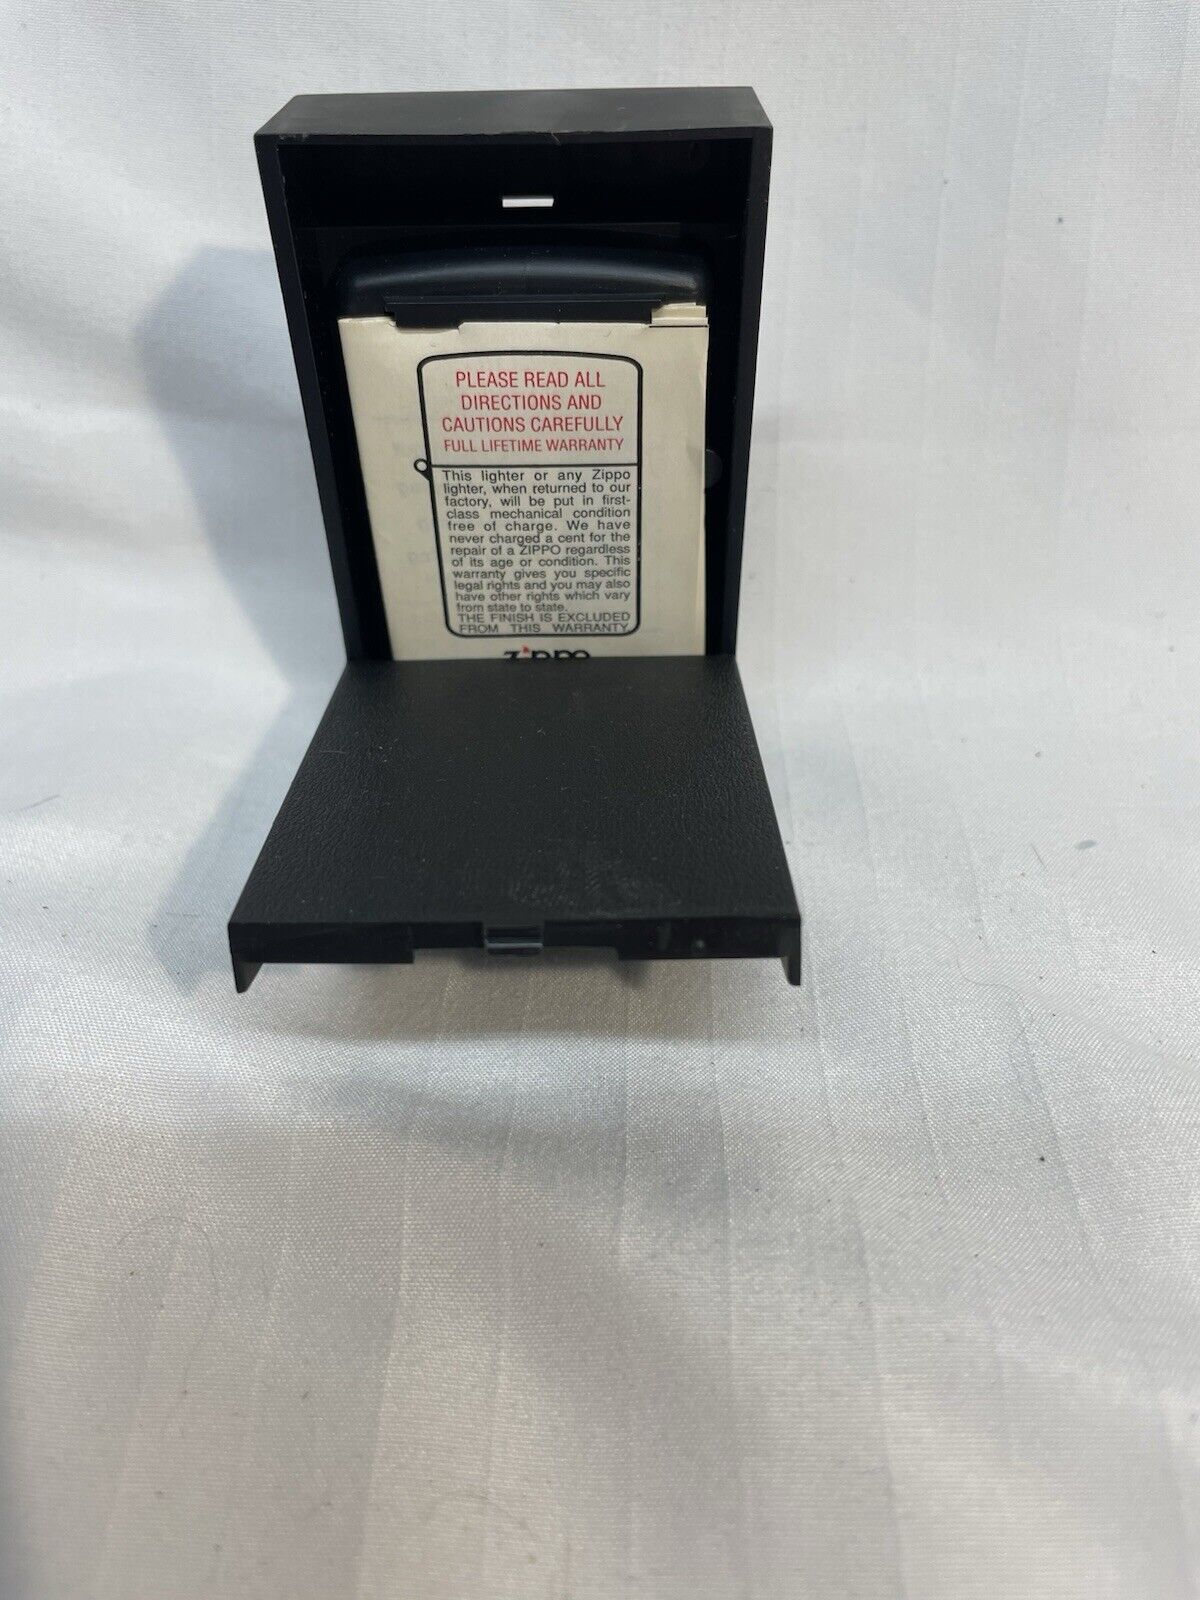 PLEASE READ ALL
DIRECTIONS AND
CAUTIONS CAREFULLY
FULL LIFETIME WARRANTY
This lighter or any Zippo
lighter, when returned to our
factory, will be put in first-
class mechanical condition
free of charge. We have
never charged a cent for the
repair of a ZIPPO regardless
of its age or condition. This
warranty gives you specific
legal rights and you may also
have other rights which vary
from state to state.
THE FINISH IS EXCLUDED
FROM THIS WARRANTY
Zippo